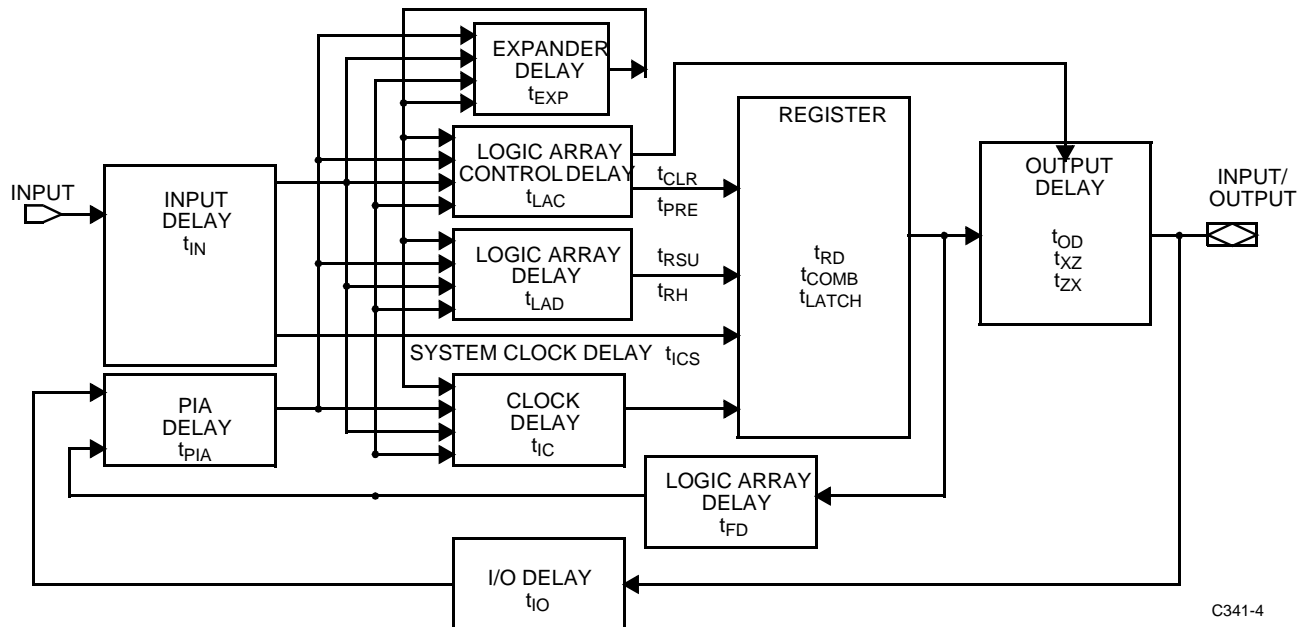 EXPANDER
DELAY
tEXP
REGISTER
LOGIC ARRAY
CONTROL DELAY
tLAC
tCLR
tPRE
OUTPUT
DELAY
tOD
tXZ
tZX
INPUT/
OUTPUT
INPUT
INPUT
DELAY
tIN
LOGIC ARRAY
DELAY
tLAD
tRSU
tRH
tRD
tCOMB
tLATCH
SYSTEM CLOCK DELAY tICS
PIA
DELAY
tPIA
CLOCK
DELAY
tIC
LOGIC ARRAY
DELAY
tFD
I/O DELAY
tIO
C341-4